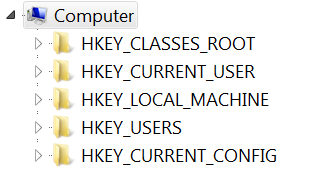 Computer
HKEY_CLASSES_ROOT
HKEY_CURRENT_USER
HKEY_LOCAL_MACHINE
HKEY_USERS
HKEY_CURRENT_CONFIG